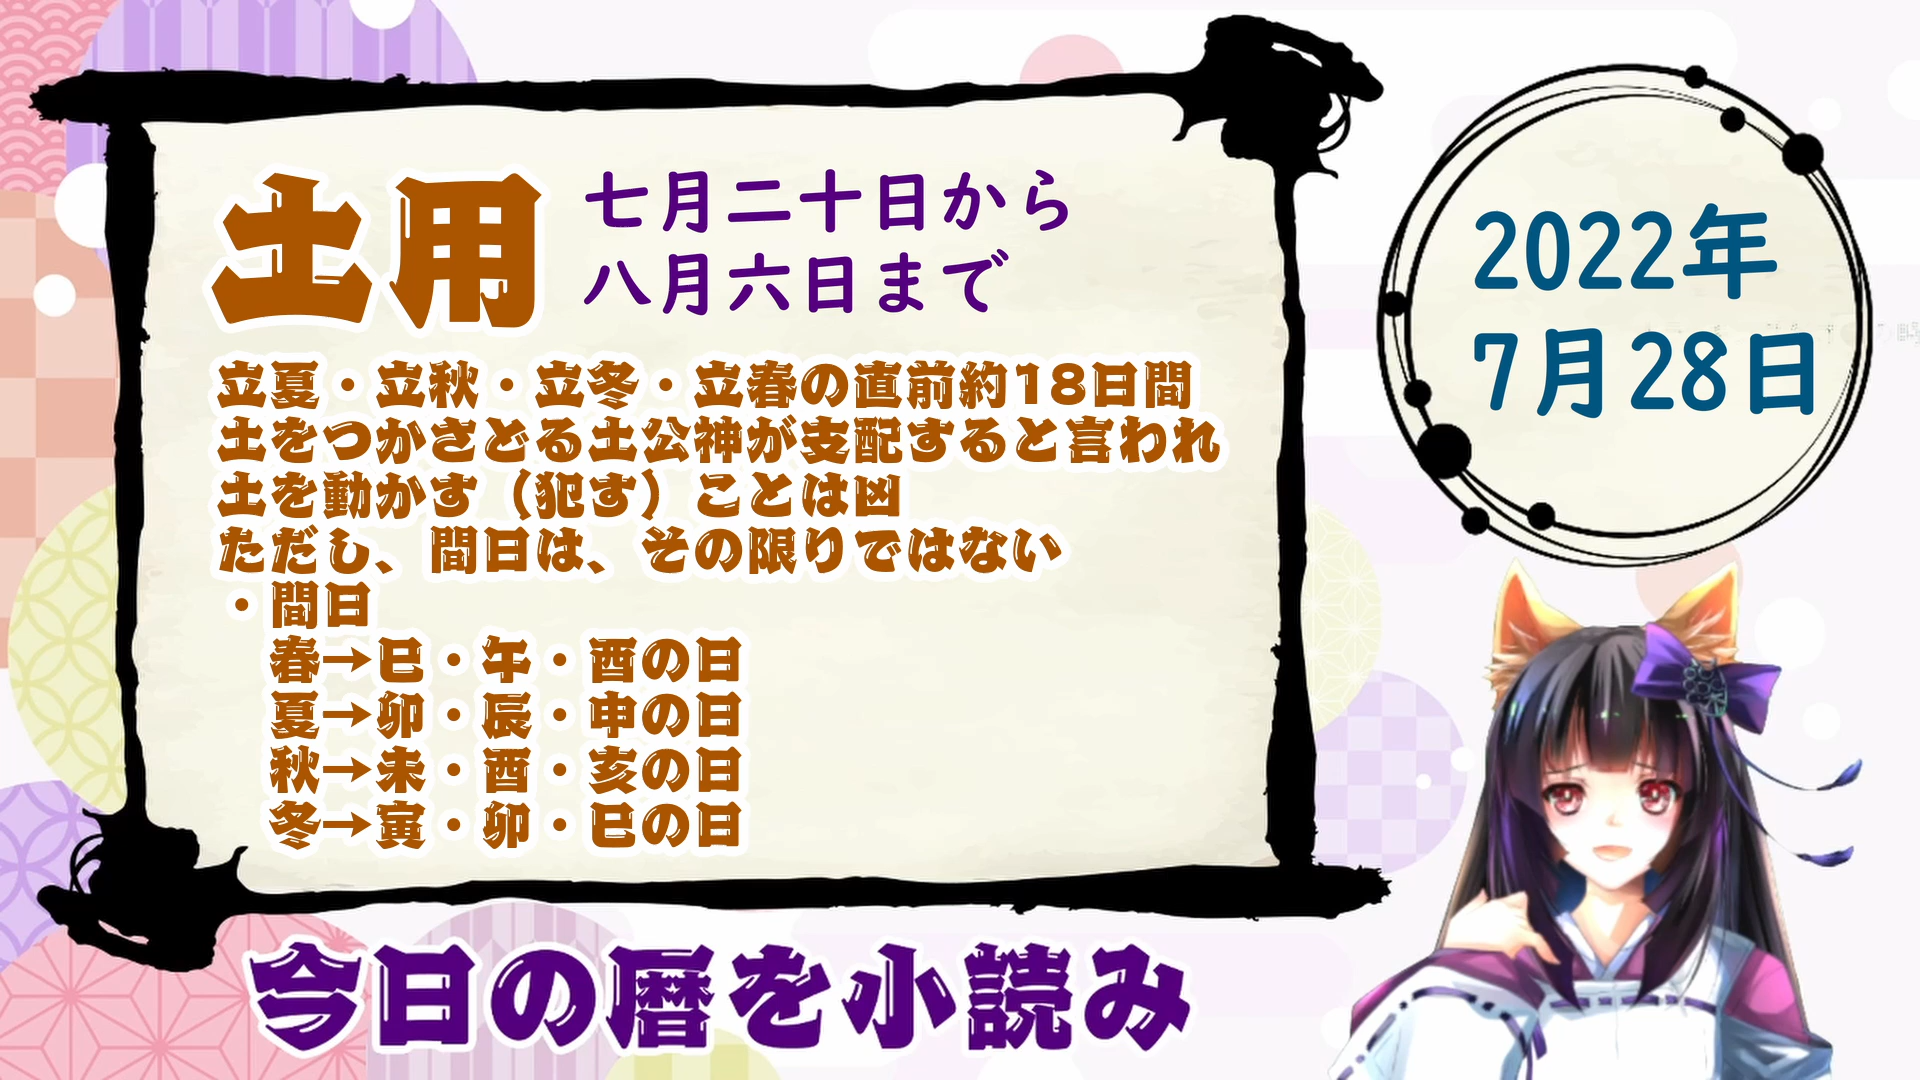 土用
七月二十日から
八月六日まで
立夏・立秋・立冬・立春の直前約18日間
土をつかさどる土公神が支配すると言われ
土を動かす（犯す）ことは凶
ただし、間日は、その限りではない
・間日
春→巳・午・酉の日
夏→卯・辰・申の日
秋→未・酉・亥の日
冬→寅・卯・巳の日
2022年
7月28日
今日の暦を小読み